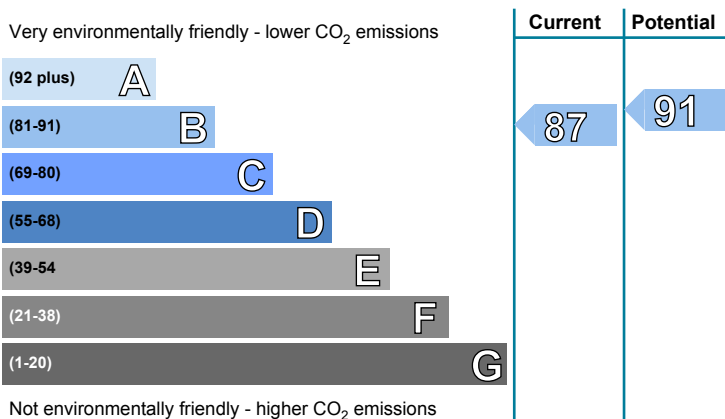 Current Potential
Very environmentally friendly - lower CO2 emissions
(92 plus) A
(81-91) B
87 91
(69-80) C
(55-68) D
(39-54 E
(21-38) F
(1-20) G
Not environmentally friendly - higher CO2 emissions